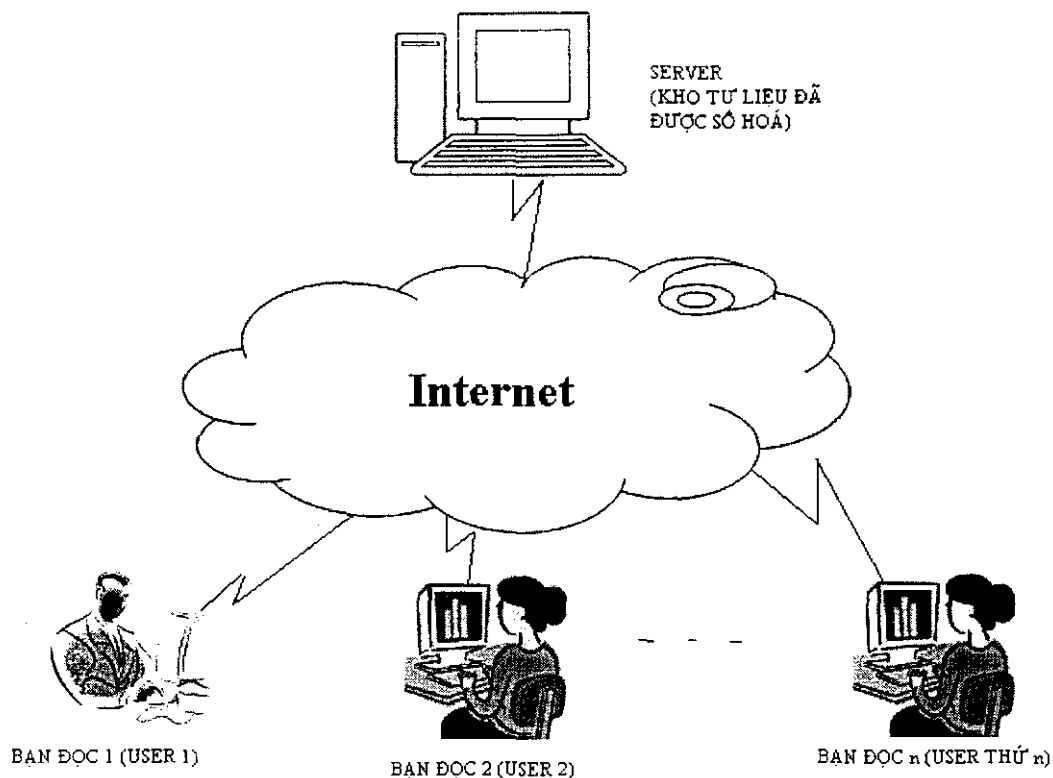 SERVER
(KHO TƯ LIỆU ĐÃ
ĐƯỢC SỐ HOÁ)
Internet
BẠN ĐỌC 1 (USER 1)
BẠN ĐỌC 2 (USER 2)
BẠN ĐỌC n (USER THỨ n)